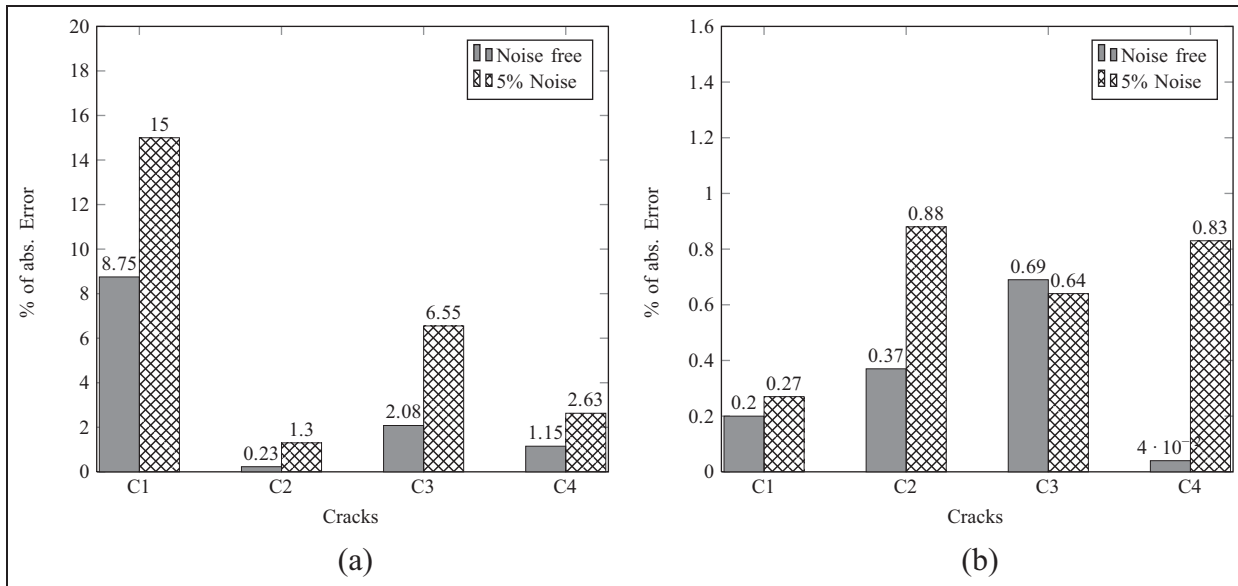 20
18
16
14
12
10
8
6
4
2
0
% of abs. Error
Noise free
5% Noise
8.75
15
0.23
1.3
2.08
6.55
1.15
2.63
C1
C2
C3
C4
Cracks
(a)
1.6
1.4
1.2
1
0.8
0.6
0.4
0.2
0
% of abs. Error
Noise free
5% Noise
0.2
0.27
0.37
0.88
0.69
0.64
4 · 10⁻
0.83
C1
C2
C3
C4
Cracks
(b)